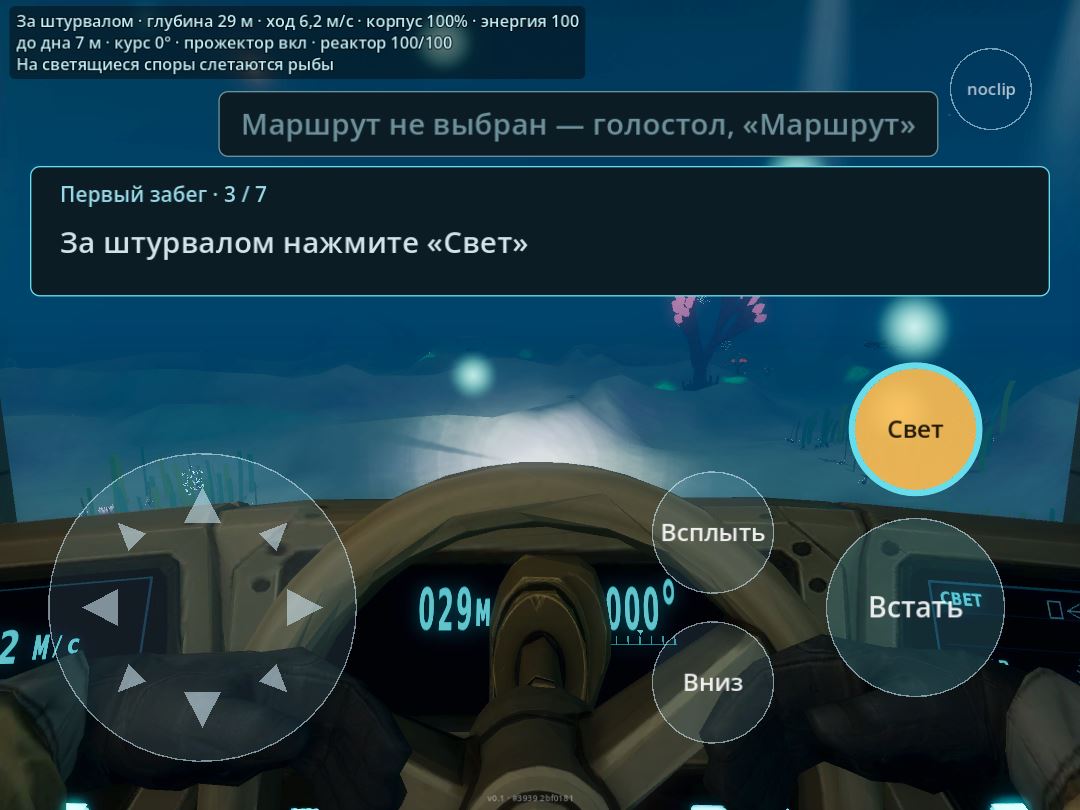 За штурвалом · глубина 29 м · ход 6,2 м/с · корпус 100% · энергия 100
до дна 7 м · курс 0° · прожектор вкл · реактор 100/100
На светящиеся споры слетаются рыбы
noclip
Маршрут не выбран — голостол, «Маршрут»
Первый забег · 3 / 7
За штурвалом нажмите «Свет»
Свет
Всплыть
Встать
СВЕТ
029м
000°
2 М/с
Вниз